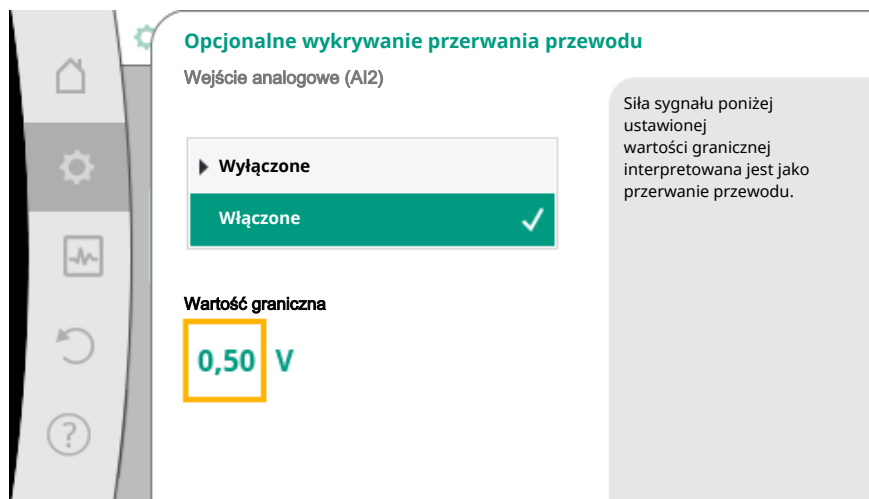 Opcjonalne wykrywanie przerwania przewodu
Wejście analogowe (AI2)
Wyłączone
Włączone
Wartość graniczna
0,50 V
Siła sygnału poniżej
ustawionej
wartości granicznej
interpretowana jest jako
przerwanie przewodu.
?